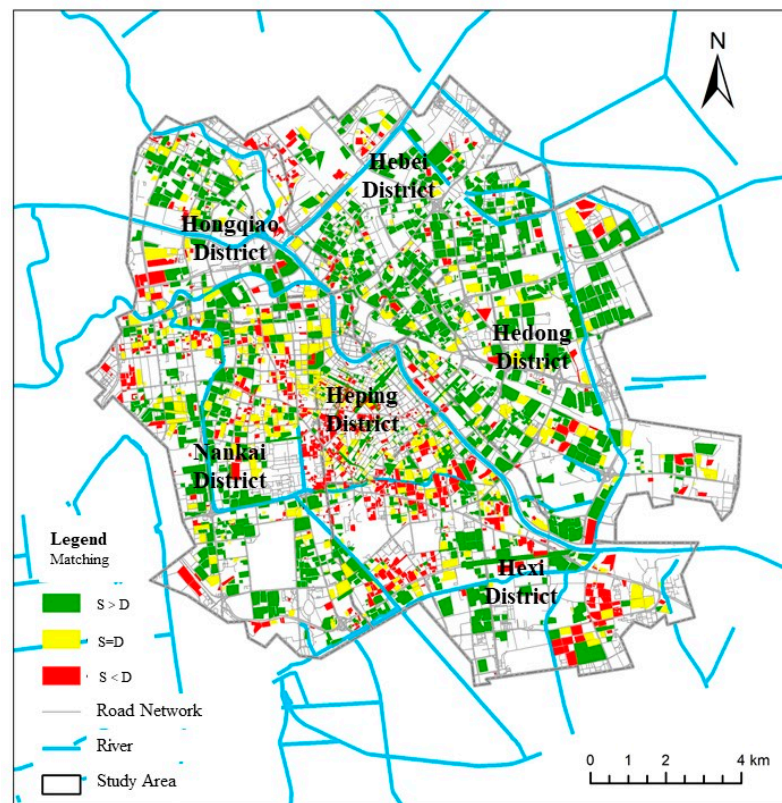 N
Hebei
District
Hongqiao
District
Hedong
District
Heping
District
Nankai
District
Hexi
District
Legend
Matching
S > D
S=D
S < D
Road Network
River
Study Area
0 1 2 4 km